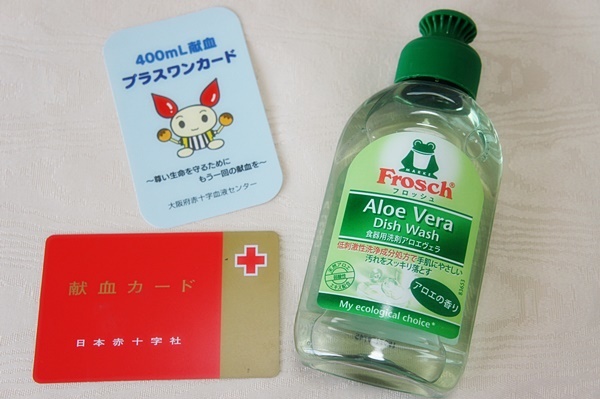 400mL献血
プラスワンカード
～尊い生命を守るために
もう一回の献血を～
大阪府赤十字血液センター
献血カード
日本赤十字社
MARKE
Frosch®
フロッシュ
Aloe Vera
Dish Wash
食器用洗剤アロエヴェラ
低刺激性洗浄成分処方で手肌にやさしい
汚れをスッキリ落とす
アロエの香り
My ecological choice*